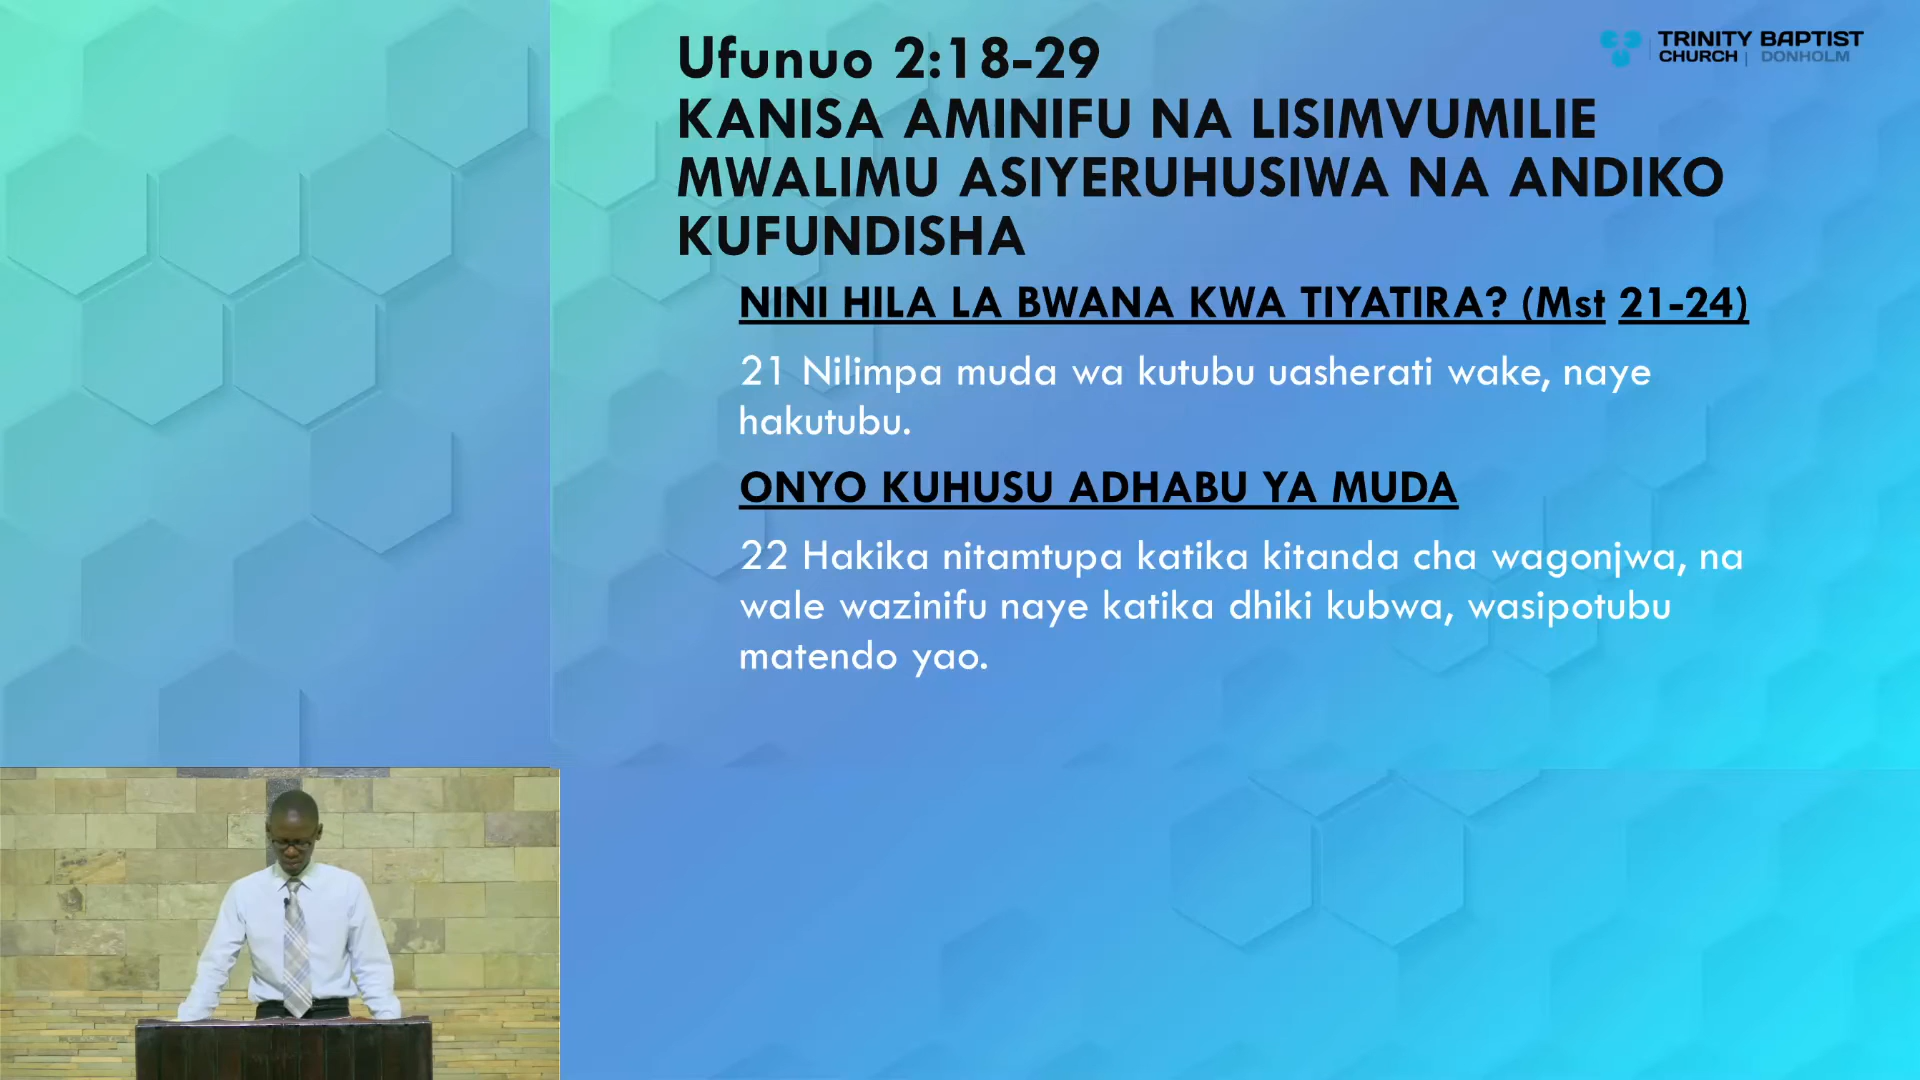 Ufunuo 2:18-29
TRINITY BAPTIST
CHURCH | DONHOLM
KANISA AMINIFU NA LISIMVUMILIE
MWALIMU ASIYERUHUSIWA NA ANDIKO
KUFUNDISHA
NINI HILA LA BWANA KWA TIYATIRA? (Mst 21-24)
21 Nilimpa muda wa kutubu uasherati wake, naye
hakutubu.
ONYO KUHUSU ADHABU YA MUDA
22 Hakika nitamtupa katika kitanda cha wagonjwa, na
wale wazinifu naye katika dhiki kubwa, wasipotubu
matendo yao.